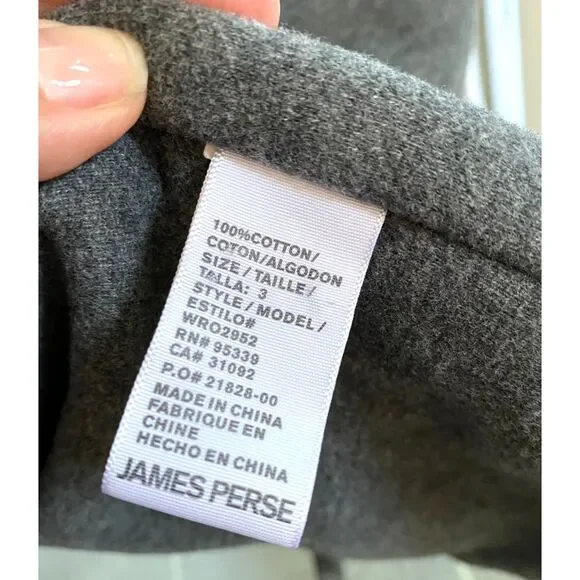 100%COTTON/
COTON/ALGODON
SIZE / TAILLE /
TALLA: 3
STYLE / MODEL /
ESTILO#
WRO2952
RN# 95339
CA# 31092
P.O# 21828-00
MADE IN CHINA
FABRIQUE EN
CHINE
HECHO EN CHINA
JAMES PERSE